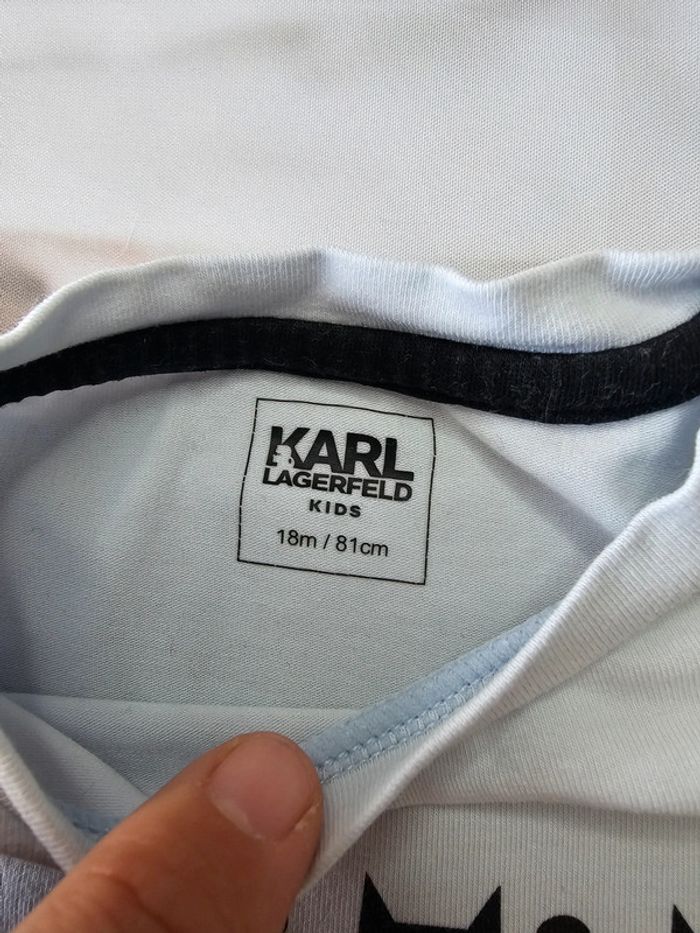 KARL
LAGERFELD
KIDS
18m / 81cm